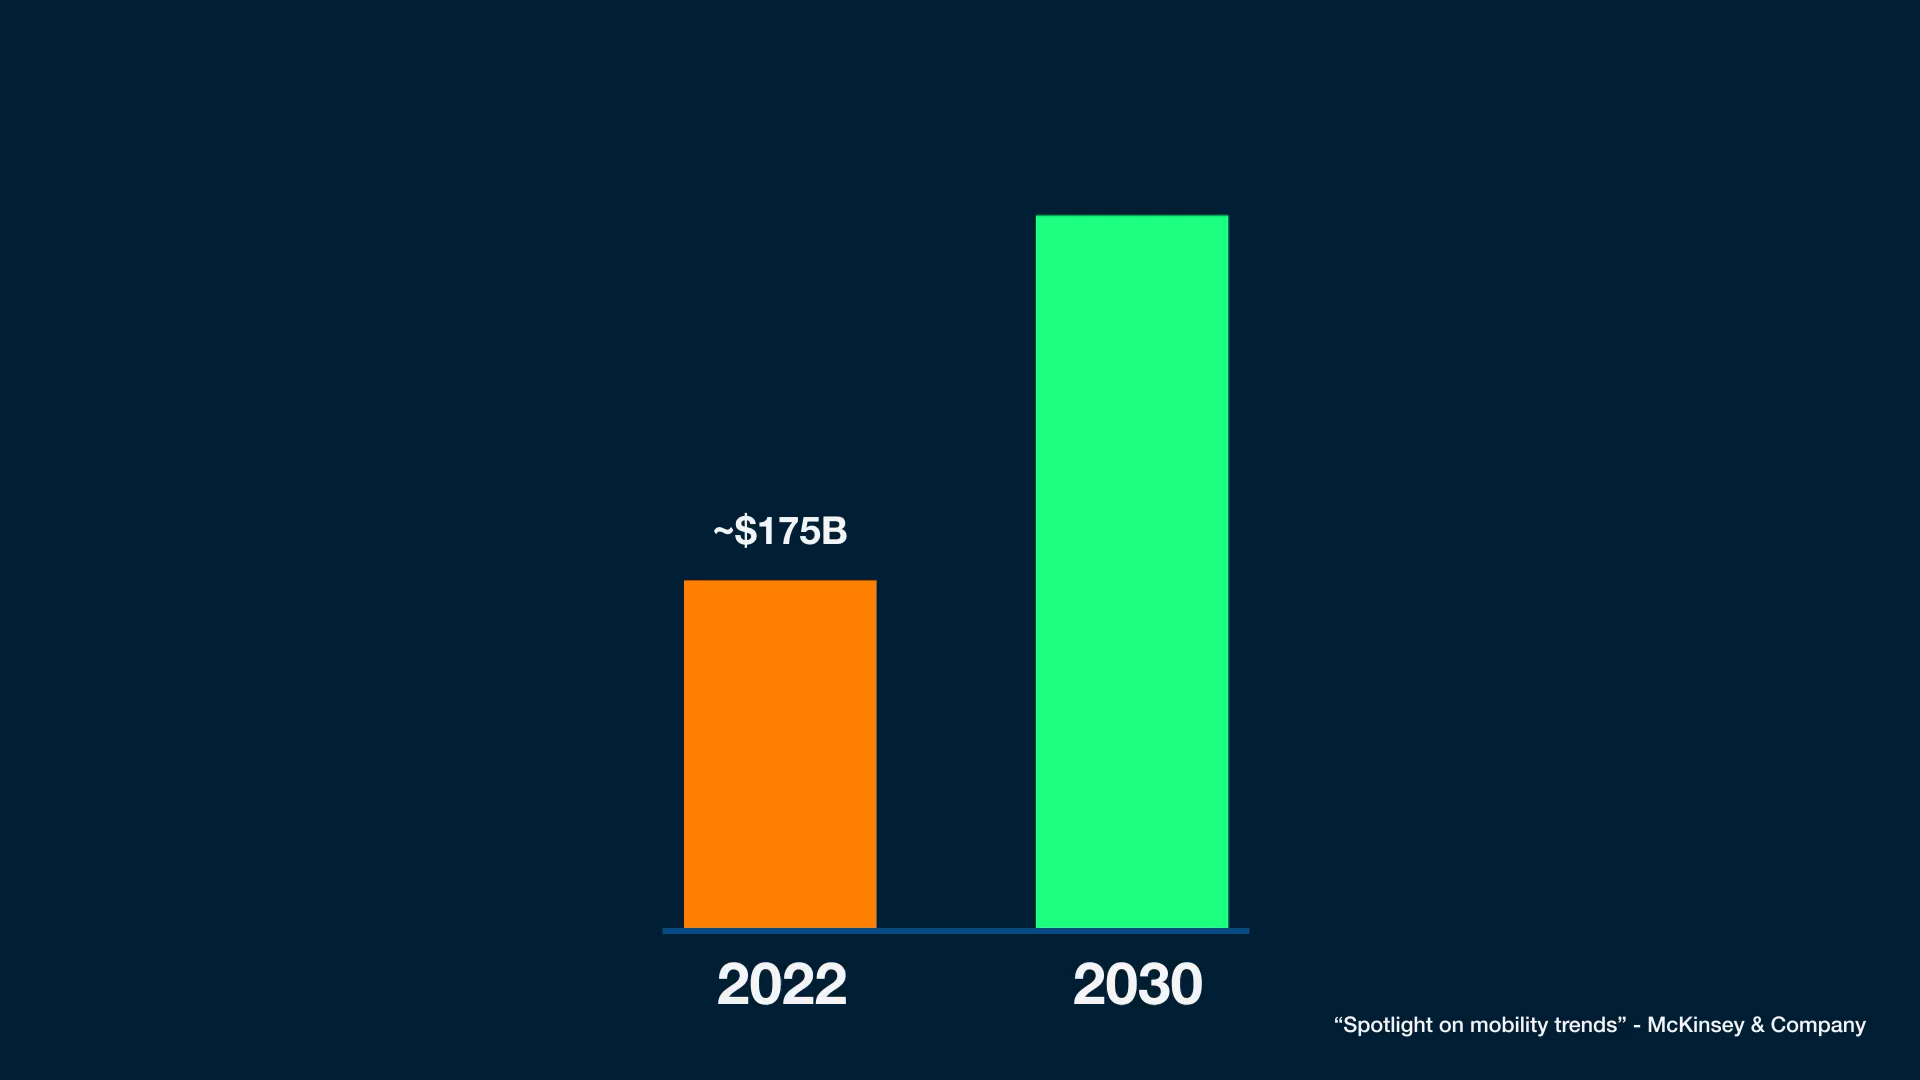 ~$175B
2022
2030
“Spotlight on mobility trends” - McKinsey & Company